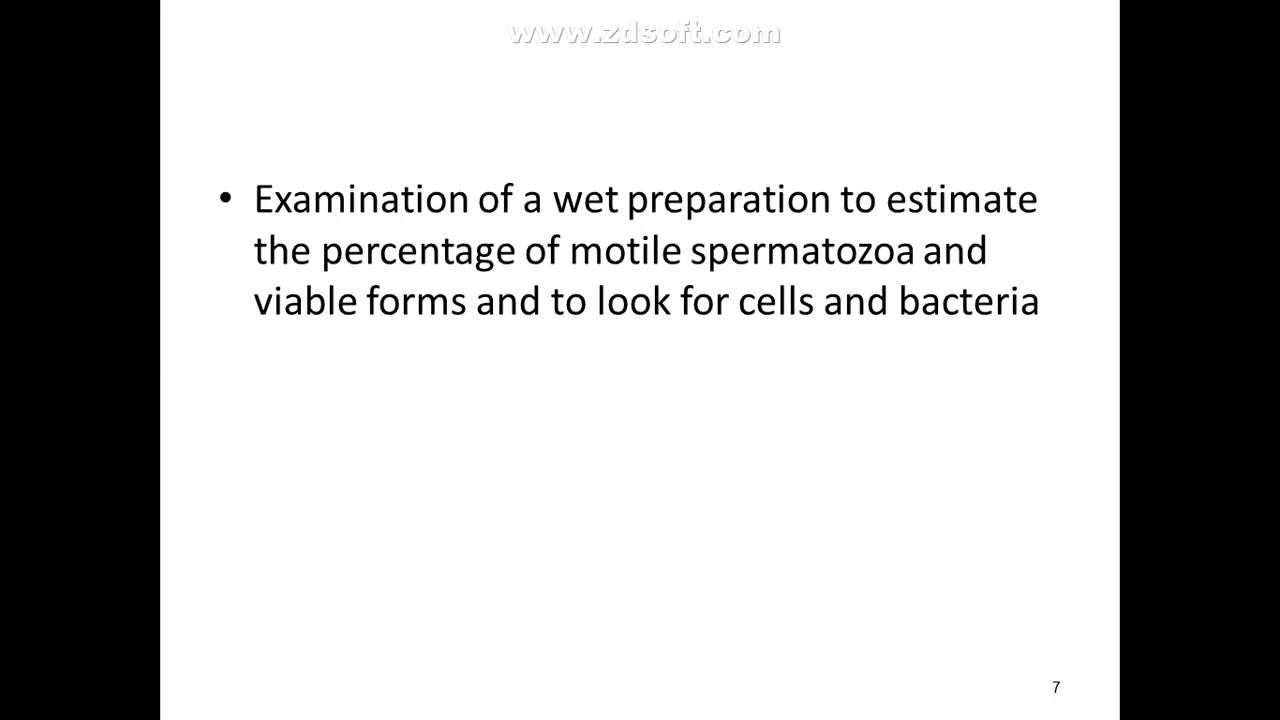 www.zdsoft.com
• Examination of a wet preparation to estimate
the percentage of motile spermatozoa and
viable forms and to look for cells and bacteria
7